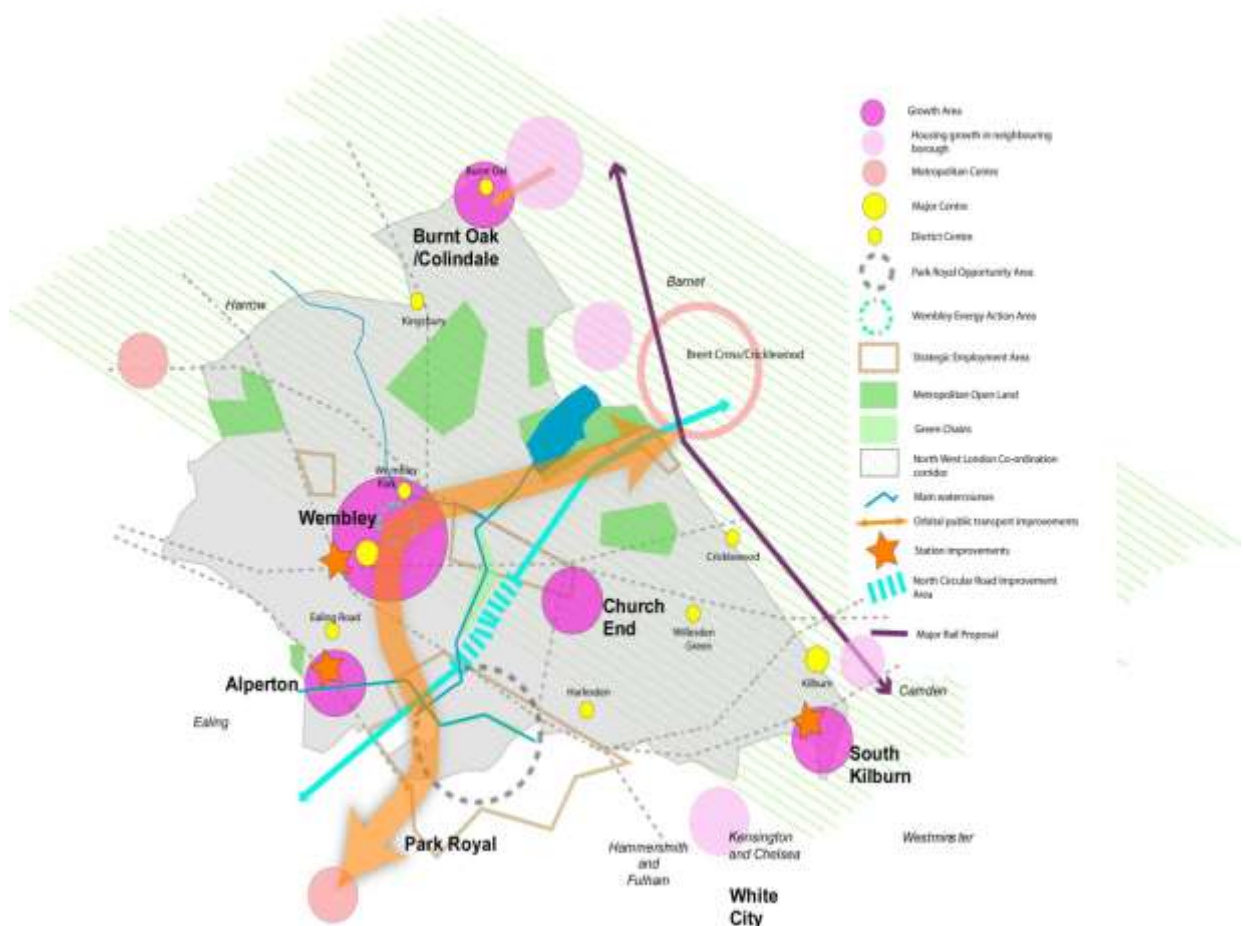 Burnt Oak
Burnt Oak
/Colindale
Harrow
Kingsbury
Barnet
Brent Cross/Cricklewood
Wembley
Park
Wembley
Cricklewood
Church
End
Ealing Road
Willesden
Green
Alperton
Kilburn
Harlesden
Camden
Ealing
South
Kilburn
Park Royal
Hammersmith
and
Fulham
Kensington
and Chelsea
Westminster
White
City
Growth Area
Housing growth in neighbouring
borough
Metropolitan Centre
Major Centre
District Centre
Park Royal Opportunity Area
Wembley Energy Action Area
Strategic Employment Area
Metropolitan Open Land
Green Chains
North West London Co-ordination
corridor
Main watercourses
Orbital public transport improvements
Station improvements
North Circular Road Improvement
Area
Major Rail Proposal